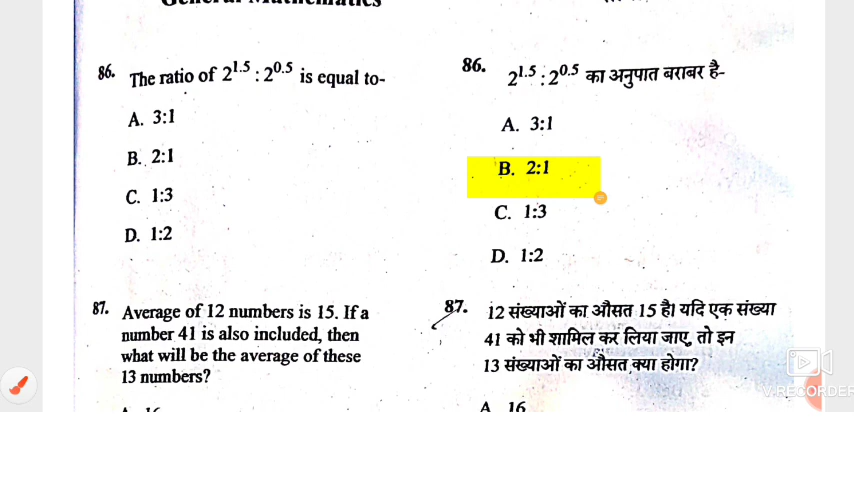 General Mathematics
86. The ratio of 2^1.5 : 2^0.5 is equal to-
A. 3:1
B. 2:1
C. 1:3
D. 1:2
87. Average of 12 numbers is 15. If a
number 41 is also included, then
what will be the average of these
13 numbers?
86. 2^1.5 : 2^0.5 का अनुपात बराबर है-
A. 3:1
B. 2:1
C. 1:3
D. 1:2
87. 12 संख्याओं का औसत 15 है। यदि एक संख्या
41 को भी शामिल कर लिया जाए, तो इन
13 संख्याओं का औसत क्या होगा?
A 16
V.RECORDER